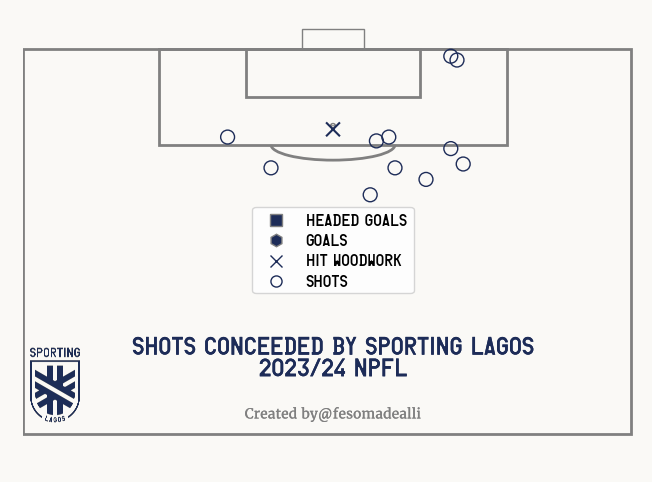 HEADED GOALS
GOALS
HIT WOODWORK
SHOTS
SHOTS CONCEEDED BY SPORTING LAGOS
2023/24 NPFL
SPORTING
LAGOS
Created by@fesomadealli